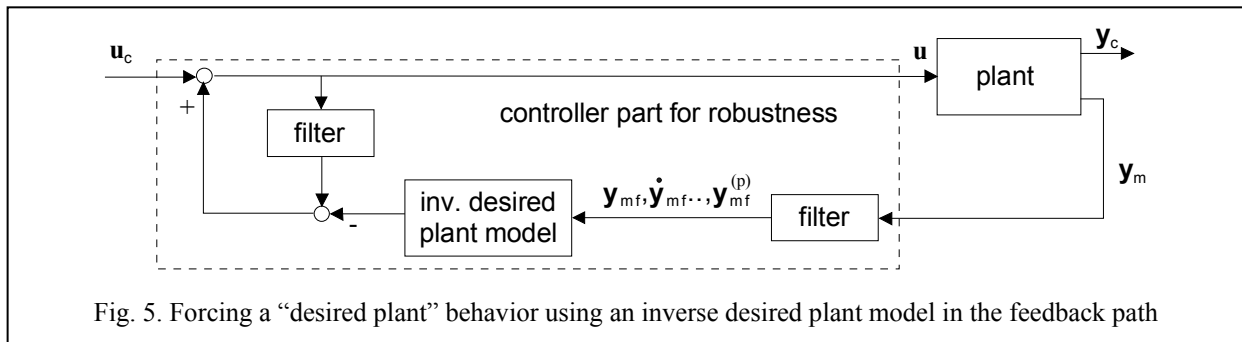 u_c
u
y_c
plant
+
controller part for robustness
filter
y_m
inv. desired
plant model
y_mf, ẏ_mf.., y_mf^(p)
filter
-
Fig. 5. Forcing a “desired plant” behavior using an inverse desired plant model in the feedback path